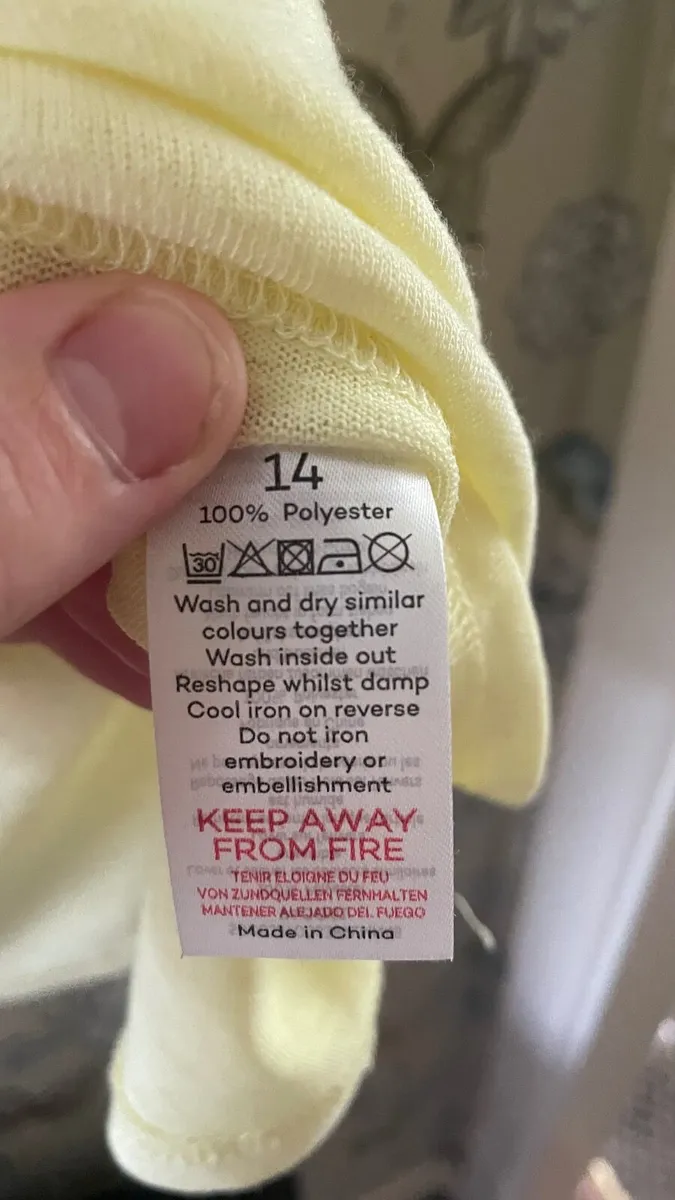 14
100% Polyester
30
Wash and dry similar
colours together
Wash inside out
Reshape whilst damp
Cool iron on reverse
Do not iron
embroidery or
embellishment
KEEP AWAY
FROM FIRE
TENIR ELOIGNE DU FEU
VON ZUNDQUELLEN FERNHALTEN
MANTENER ALEJADO DEL FUEGO
Made in China